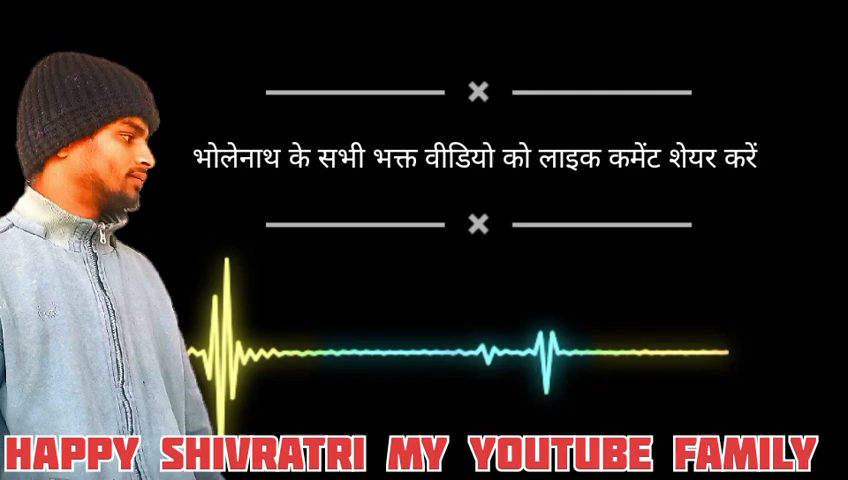 भोलेनाथ के सभी भक्त वीडियो को लाइक कमेंट शेयर करें
HAPPY SHIVRATRI MY YOUTUBE FAMILY